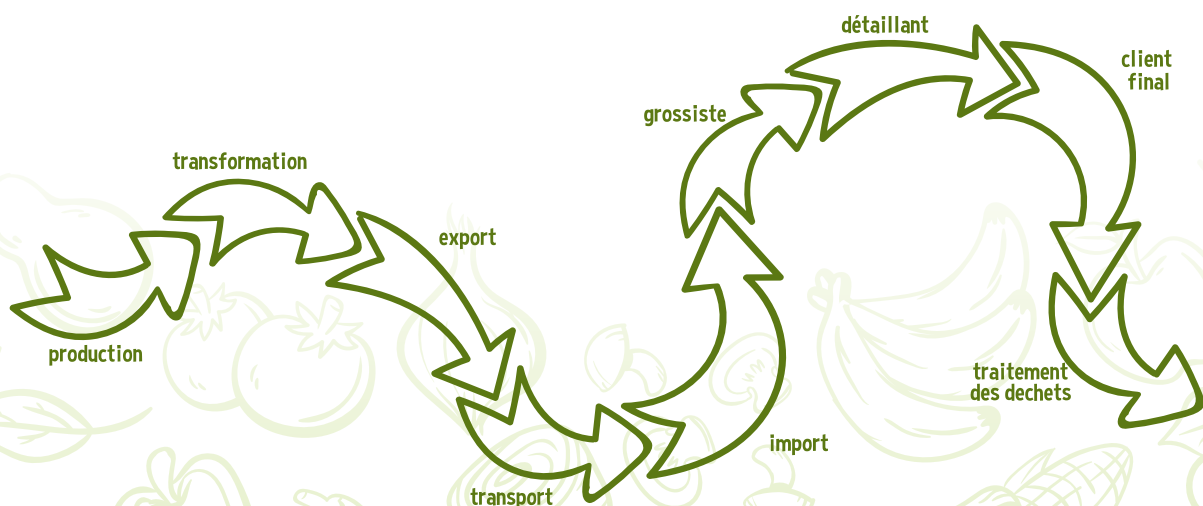 production
transformation
export
transport
import
grossiste
détaillant
client
final
traitement
des dechets